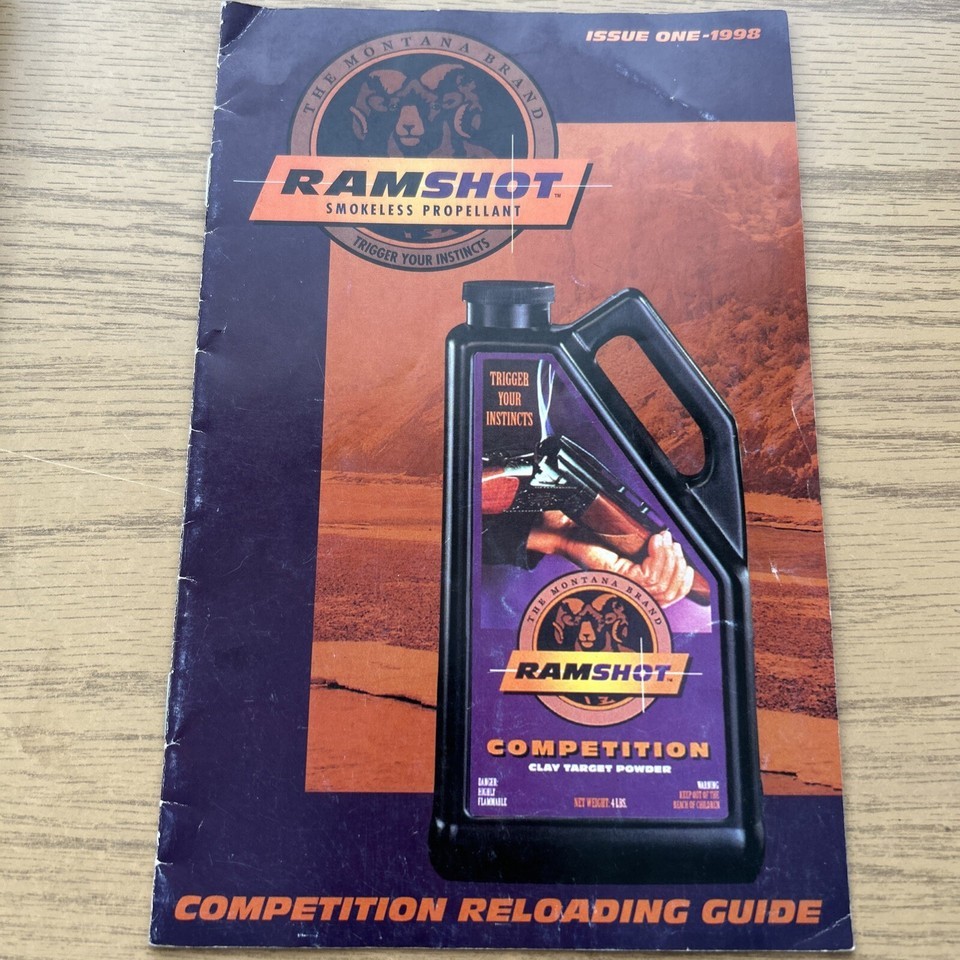 ISSUE ONE-1998
THE MONTANA BRAND
RAMSHOT™
SMOKELESS PROPELLANT
TRIGGER YOUR INSTINCTS
TRIGGER
YOUR
INSTINCTS
THE MONTANA BRAND
RAMSHOT™
COMPETITION
CLAY TARGET POWDER
DANGER:
HIGHLY
FLAMMABLE
NET WEIGHT: 4 LBS.
WARNING
KEEP OUT OF THE
REACH OF CHILDREN
COMPETITION RELOADING GUIDE